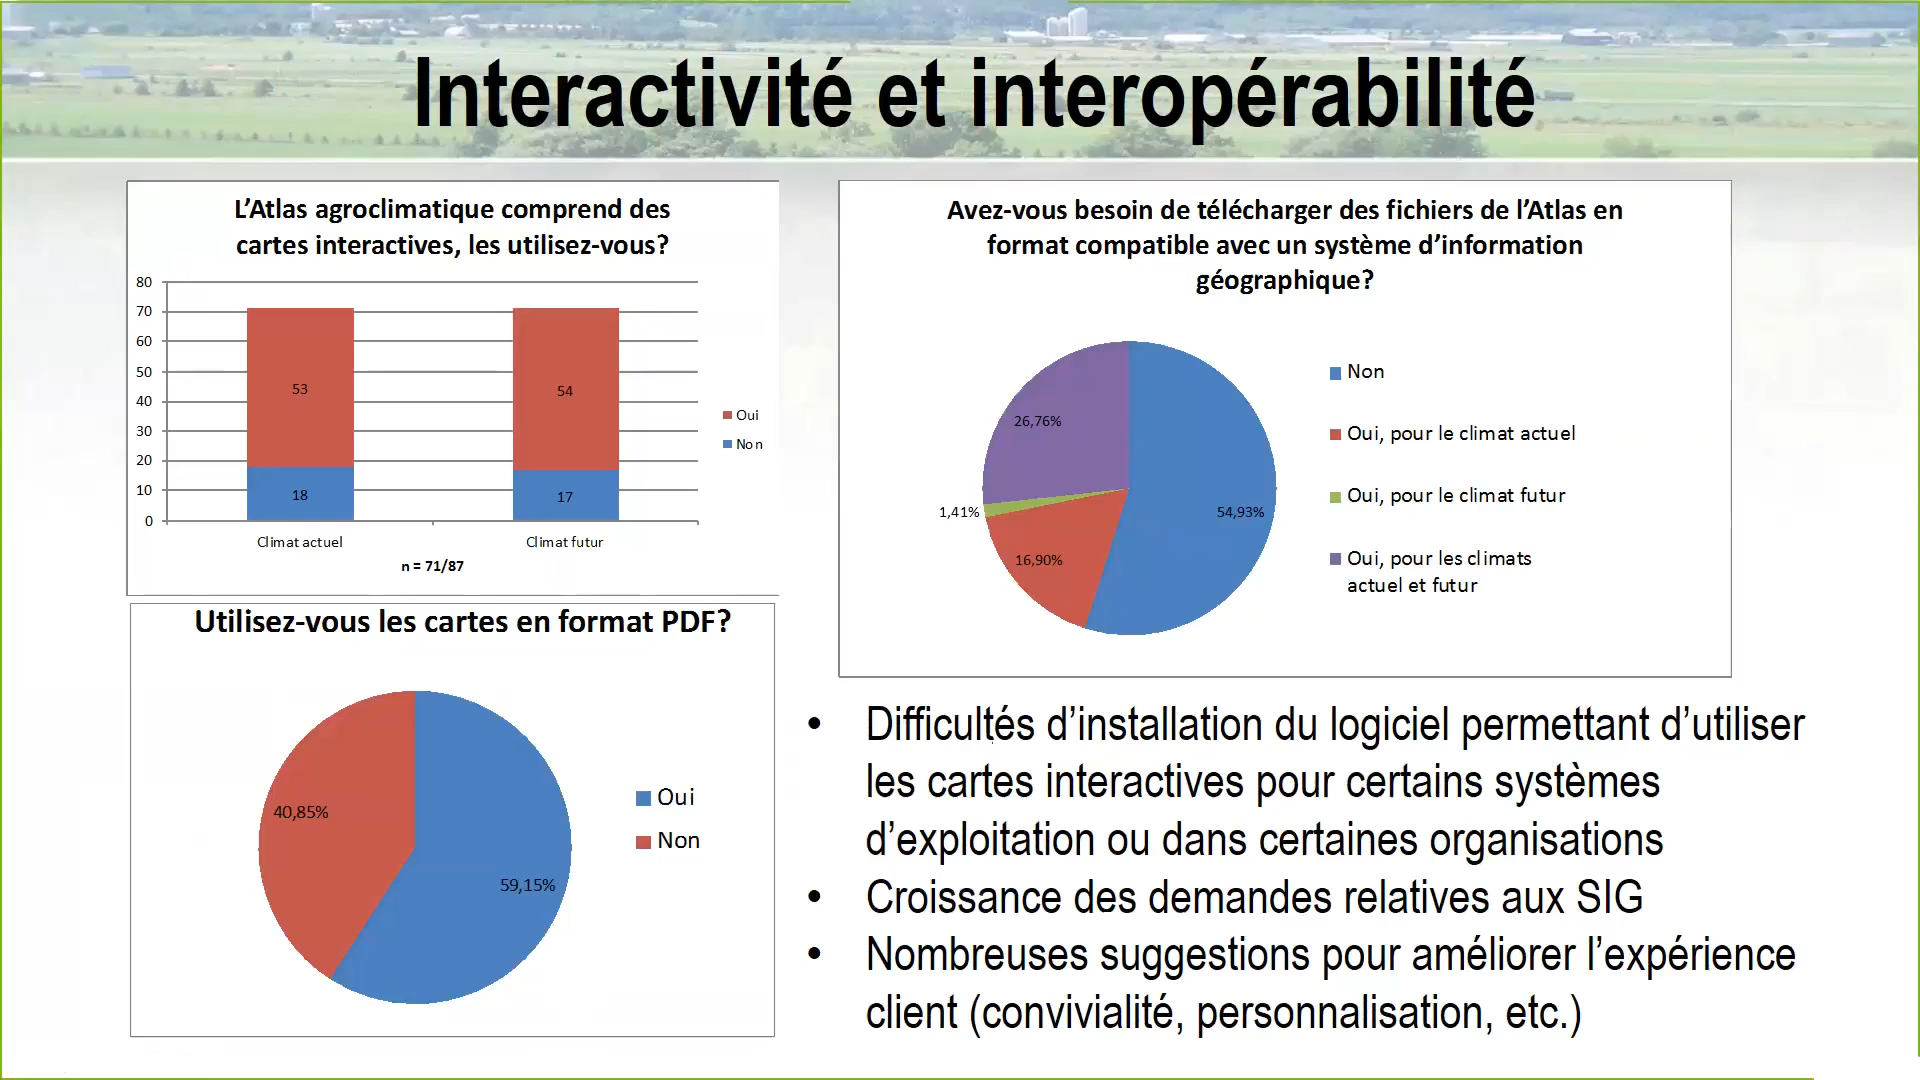 Interactivité et interopérabilité
L’Atlas agroclimatique comprend des
cartes interactives, les utilisez-vous?
80
70
60
50
40
30
20
10
0
53
54
18
17
Oui
Non
Climat actuel
Climat futur
n = 71/87
Utilisez-vous les cartes en format PDF?
40,85%
59,15%
Oui
Non
Avez-vous besoin de télécharger des fichiers de l’Atlas en
format compatible avec un système d’information
géographique?
26,76%
1,41%
54,93%
16,90%
Non
Oui, pour le climat actuel
Oui, pour le climat futur
Oui, pour les climats
actuel et futur
• Difficultés d’installation du logiciel permettant d’utiliser
les cartes interactives pour certains systèmes
d’exploitation ou dans certaines organisations
• Croissance des demandes relatives aux SIG
• Nombreuses suggestions pour améliorer l’expérience
client (convivialité, personnalisation, etc.)